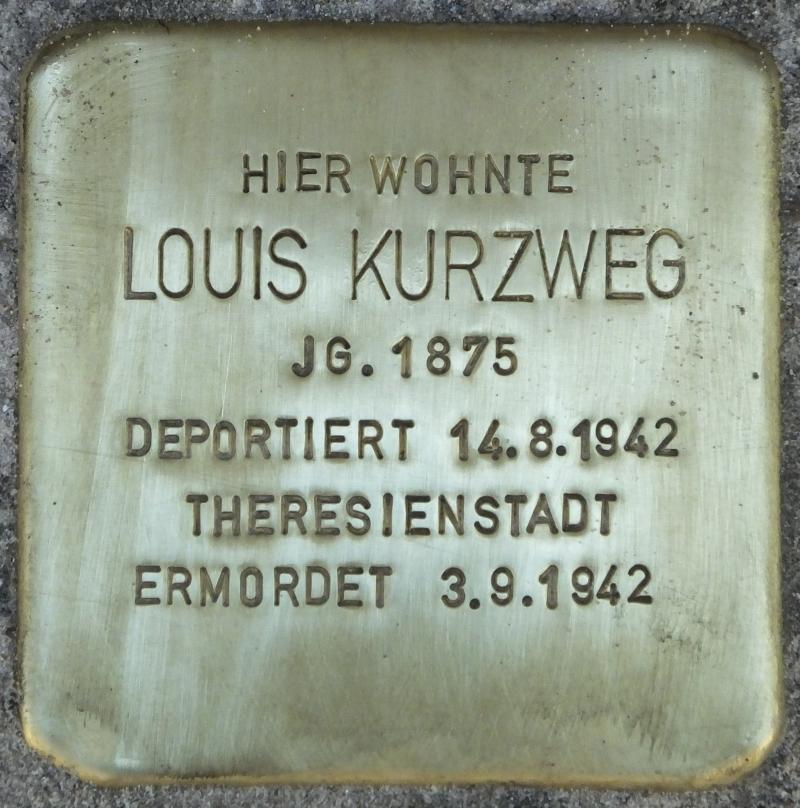 HIER WOHNTE
LOUIS KURZWEG
JG. 1875
DEPORTIERT 14.8.1942
THERESIENSTADT
ERMORDET 3.9.1942